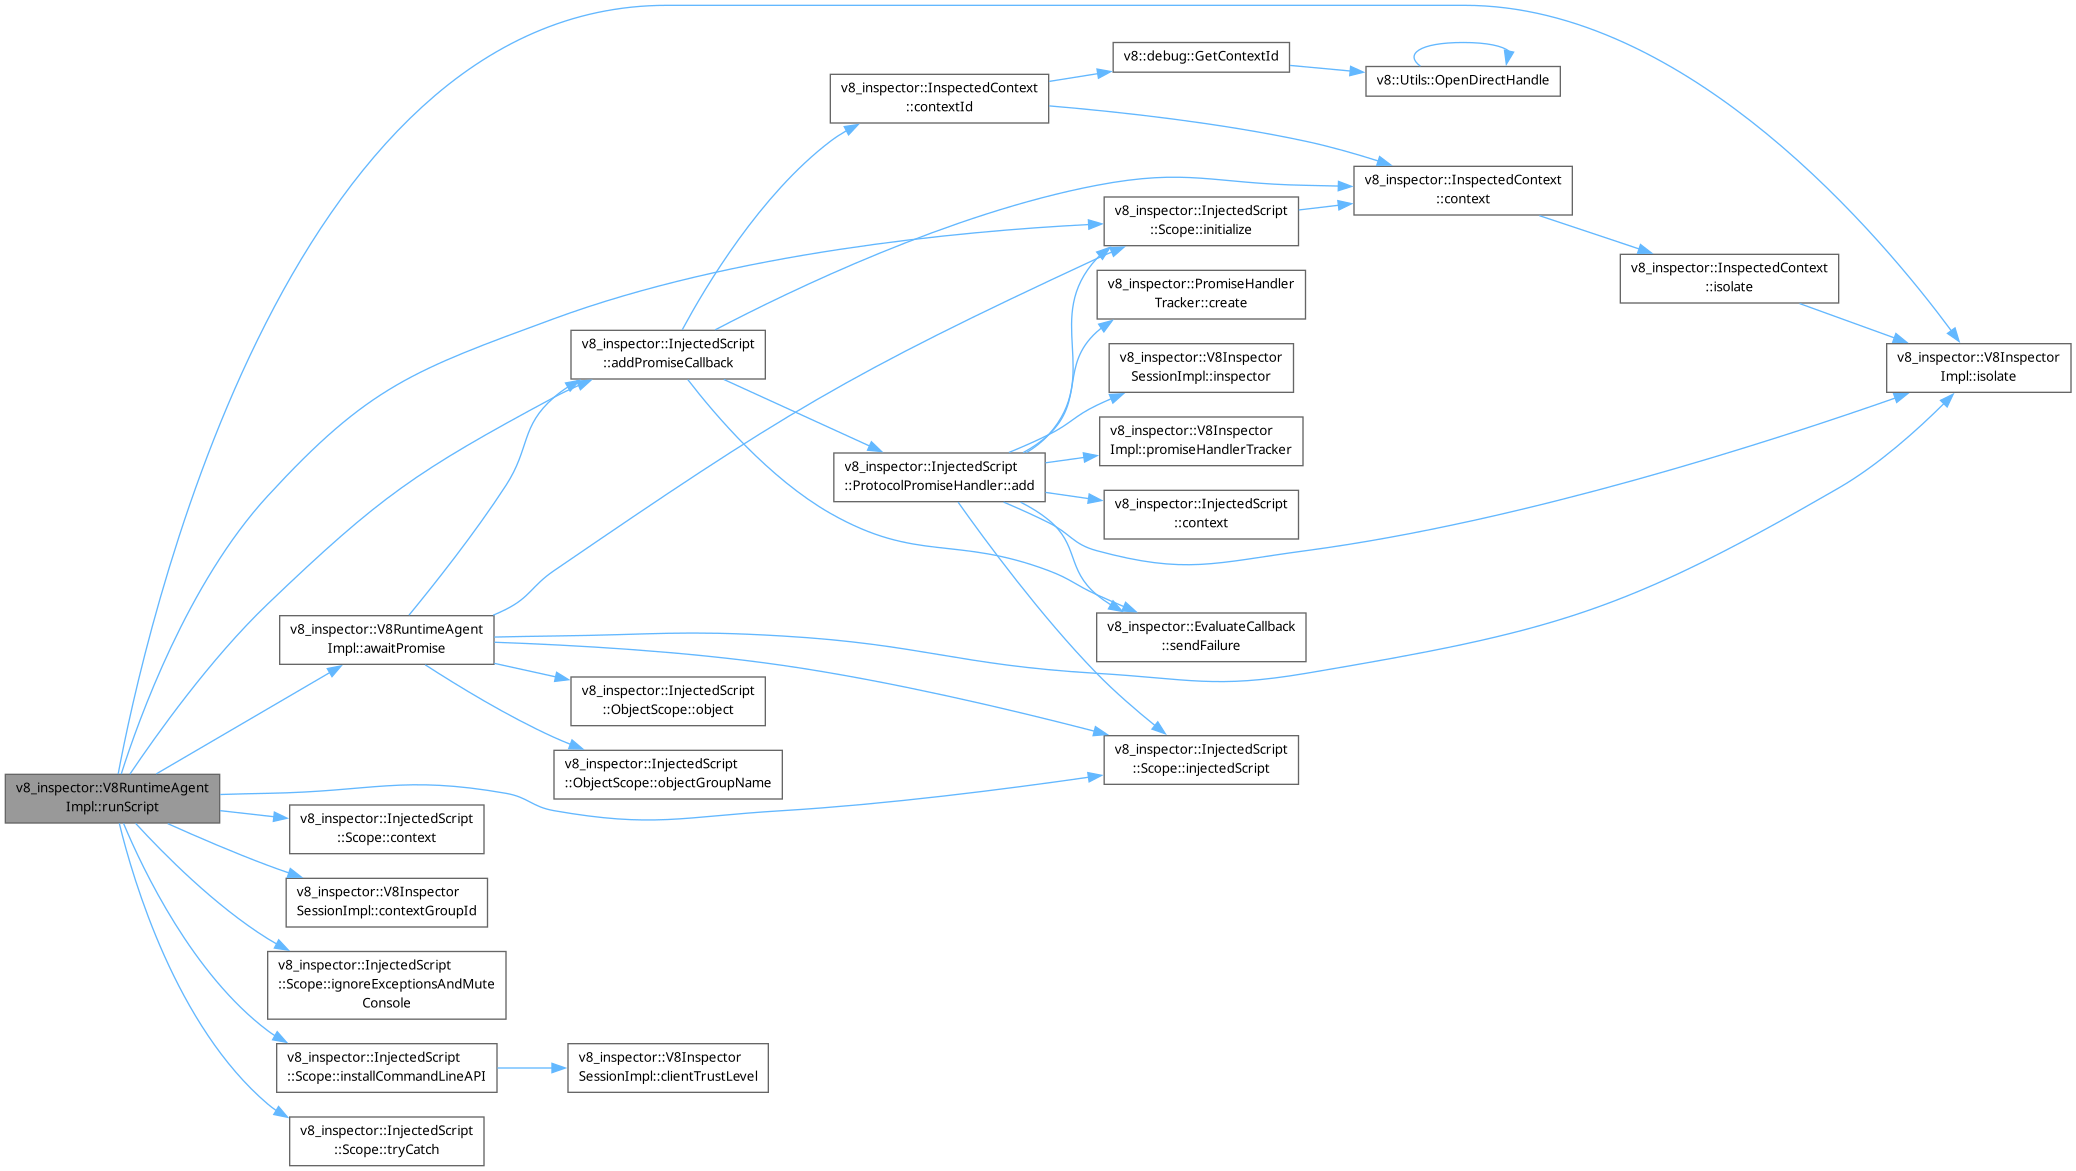 v8::debug::GetContextId
v8::Utils::OpenDirectHandle
v8_inspector::InspectedContext
::contextId
v8_inspector::InspectedContext
::context
v8_inspector::InjectedScript
::Scope::initialize
v8_inspector::InspectedContext
::isolate
v8_inspector::PromiseHandler
Tracker::create
v8_inspector::InjectedScript
::addPromiseCallback
v8_inspector::V8Inspector
SessionImpl::inspector
v8_inspector::V8Inspector
Impl::isolate
v8_inspector::V8Inspector
Impl::promiseHandlerTracker
v8_inspector::InjectedScript
::ProtocolPromiseHandler::add
v8_inspector::InjectedScript
::context
v8_inspector::V8RuntimeAgent
Impl::awaitPromise
v8_inspector::EvaluateCallback
::sendFailure
v8_inspector::InjectedScript
::ObjectScope::object
v8_inspector::InjectedScript
::Scope::injectedScript
v8_inspector::InjectedScript
::ObjectScope::objectGroupName
v8_inspector::V8RuntimeAgent
Impl::runScript
v8_inspector::InjectedScript
::Scope::context
v8_inspector::V8Inspector
SessionImpl::contextGroupId
v8_inspector::InjectedScript
::Scope::ignoreExceptionsAndMute
Console
v8_inspector::InjectedScript
::Scope::installCommandLineAPI
v8_inspector::V8Inspector
SessionImpl::clientTrustLevel
v8_inspector::InjectedScript
::Scope::tryCatch